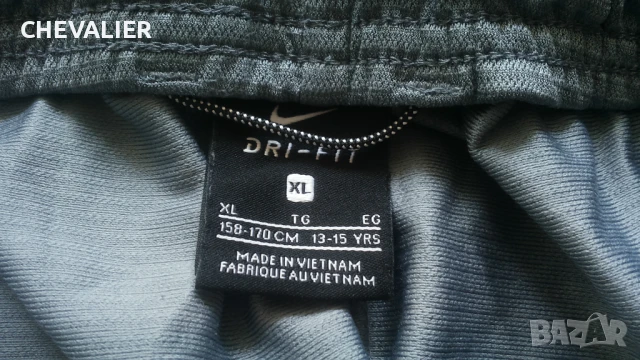 CHEVALIER
DRI-FIT
XL
XL TG EG
158-170 CM 13-15 YRS
MADE IN VIETNAM
FABRIQUE AU VIETNAM
BAZAR